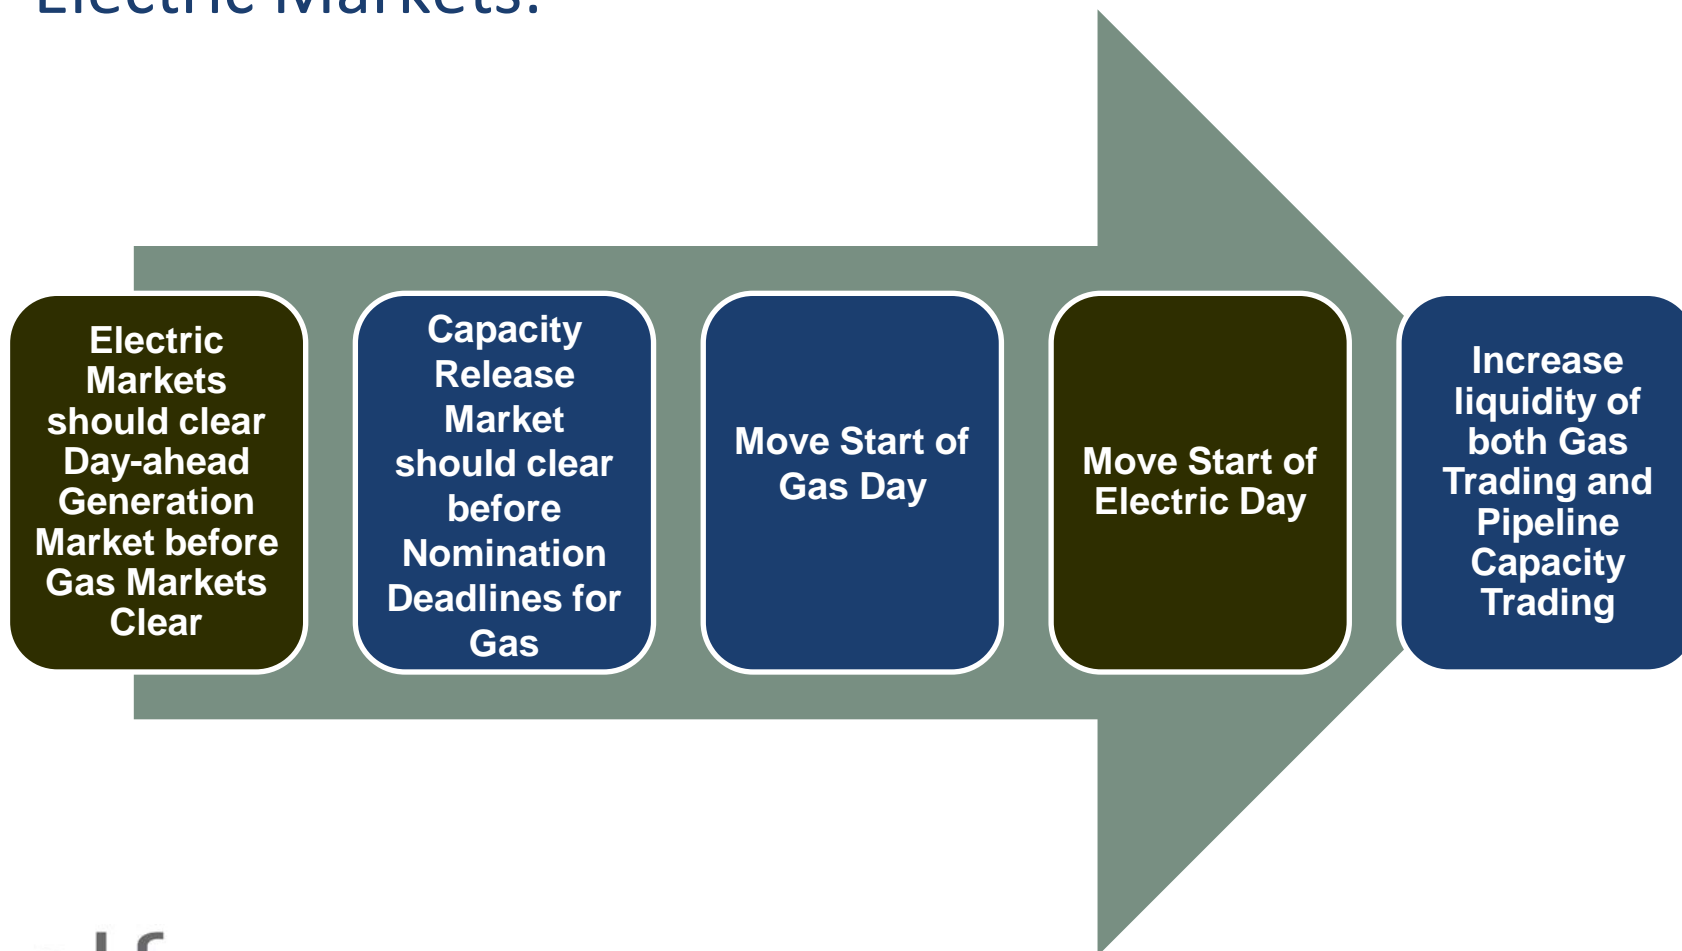 Electric Markets:
Electric
Markets
should clear
Day-ahead
Generation
Market before
Gas Markets
Clear
Capacity
Release
Market
should clear
before
Nomination
Deadlines for
Gas
Move Start of
Gas Day
Move Start of
Electric Day
Increase
liquidity of
both Gas
Trading and
Pipeline
Capacity
Trading